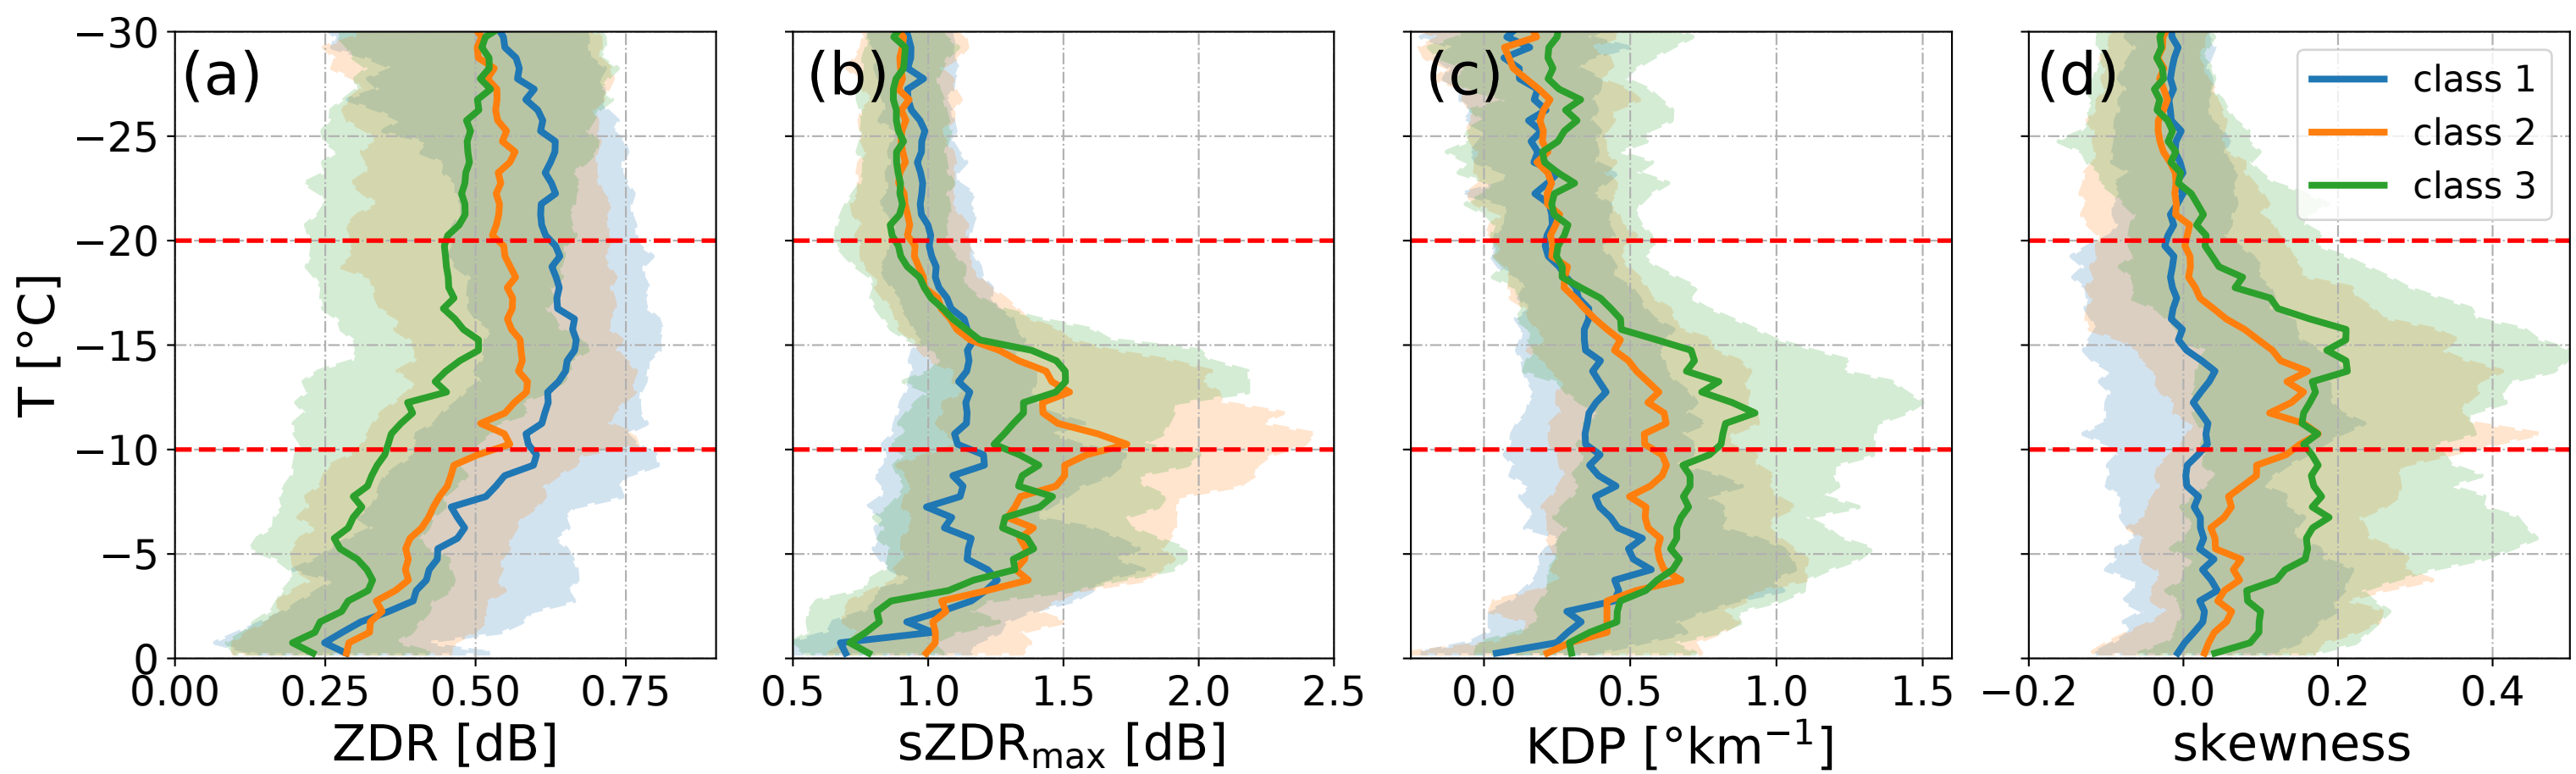 (a)
(b)
(c)
(d)
class 1
class 2
class 3
T [°C]
−30
−25
−20
−15
−10
−5
0
0.00 0.25 0.50 0.75
0.5 1.0 1.5 2.0 2.5
0.0 0.5 1.0 1.5
−0.2 0.0 0.2 0.4
ZDR [dB]
sZDRmax [dB]
KDP [°km−1]
skewness